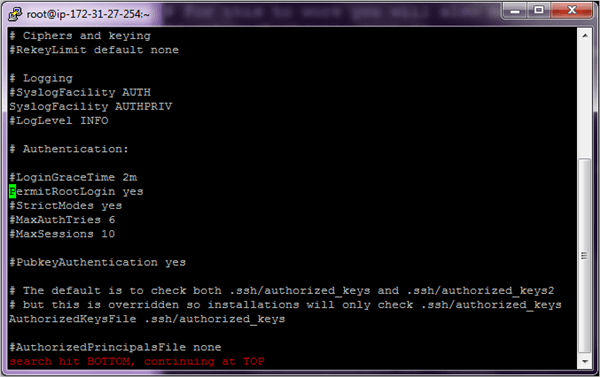 root@ip-172-31-27-254:~
# Ciphers and keying
#RekeyLimit default none
# Logging
#SyslogFacility AUTH
SyslogFacility AUTHPRIV
#LogLevel INFO
# Authentication:
#LoginGraceTime 2m
PermitRootLogin yes
#StrictModes yes
#MaxAuthTries 6
#MaxSessions 10
#PubkeyAuthentication yes
# The default is to check both .ssh/authorized_keys and .ssh/authorized_keys2
# but this is overridden so installations will only check .ssh/authorized_keys
AuthorizedKeysFile .ssh/authorized_keys
#AuthorizedPrincipalsFile none
search hit BOTTOM, continuing at TOP